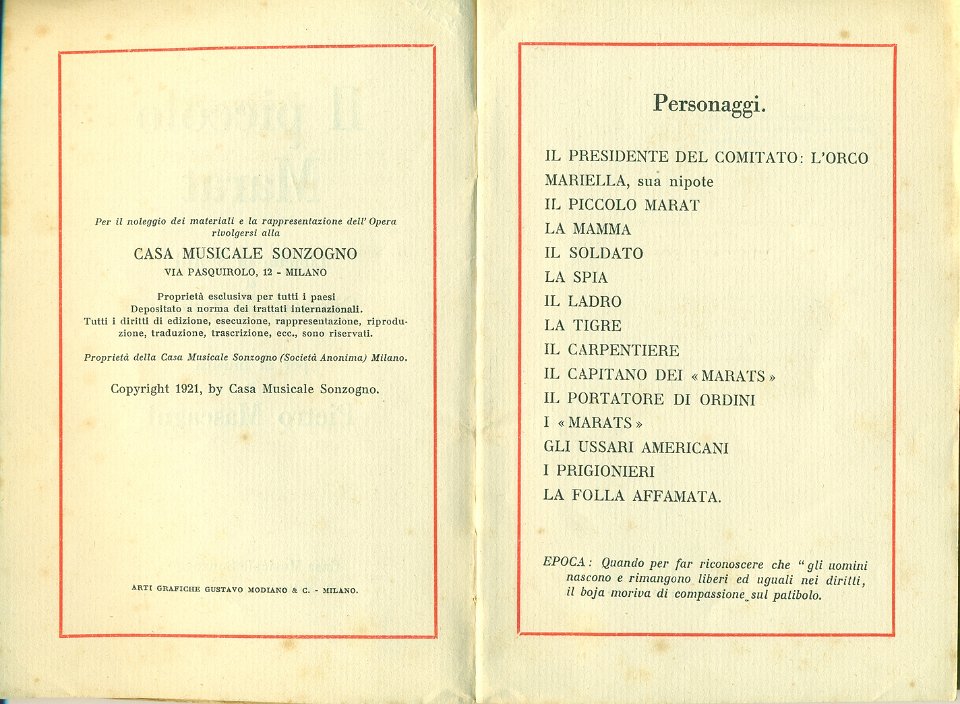 Per il noleggio dei materiali e la rappresentazione dell'Opera
rivolgersi alla
CASA MUSICALE SONZOGNO
VIA PASQUIROLO, 12 - MILANO
Proprietà esclusiva per tutti i paesi
Depositato a norma dei trattati internazionali.
Tutti i diritti di edizione, esecuzione, rappresentazione, riprodu-
zione, traduzione, trascrizione, ecc., sono riservati.
Proprietà della Casa Musicale Sonzogno (Società Anonima) Milano.
Copyright 1921, by Casa Musicale Sonzogno.
ARTI GRAFICHE GUSTAVO MODIANO & C. - MILANO.
Personaggi.
IL PRESIDENTE DEL COMITATO: L'ORCO
MARIELLA, sua nipote
IL PICCOLO MARAT
LA MAMMA
IL SOLDATO
LA SPIA
IL LADRO
LA TIGRE
IL CARPENTIERE
IL CAPITANO DEI «MARATS»
IL PORTATORE DI ORDINI
I «MARATS»
GLI USSARI AMERICANI
I PRIGIONIERI
LA FOLLA AFFAMATA.
EPOCA: Quando per far riconoscere che "gli uomini
nascono e rimangono liberi ed uguali nei diritti,
il boja moriva di compassione sul patibolo.